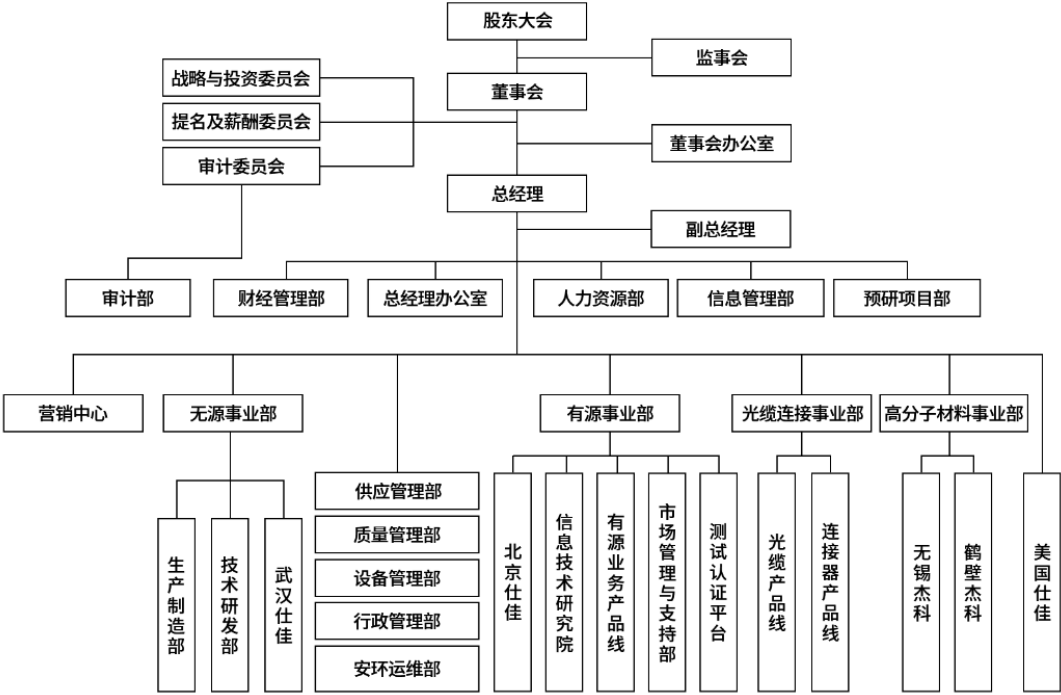 股东大会
监事会
战略与投资委员会
董事会
提名及薪酬委员会
董事会办公室
审计委员会
总经理
副总经理
审计部
财经管理部
总经理办公室
人力资源部
信息管理部
预研项目部
营销中心
无源事业部
有源事业部
光缆连接事业部
高分子材料事业部
供应管理部
质量管理部
设备管理部
行政管理部
安环运维部
生产制造部
技术研发部
武汉仕佳
北京仕佳
信息技术研究院
有源业务产品线
市场管理与支持部
测试认证平台
光缆产品线
连接器产品线
无锡杰科
鹤壁杰科
美国仕佳